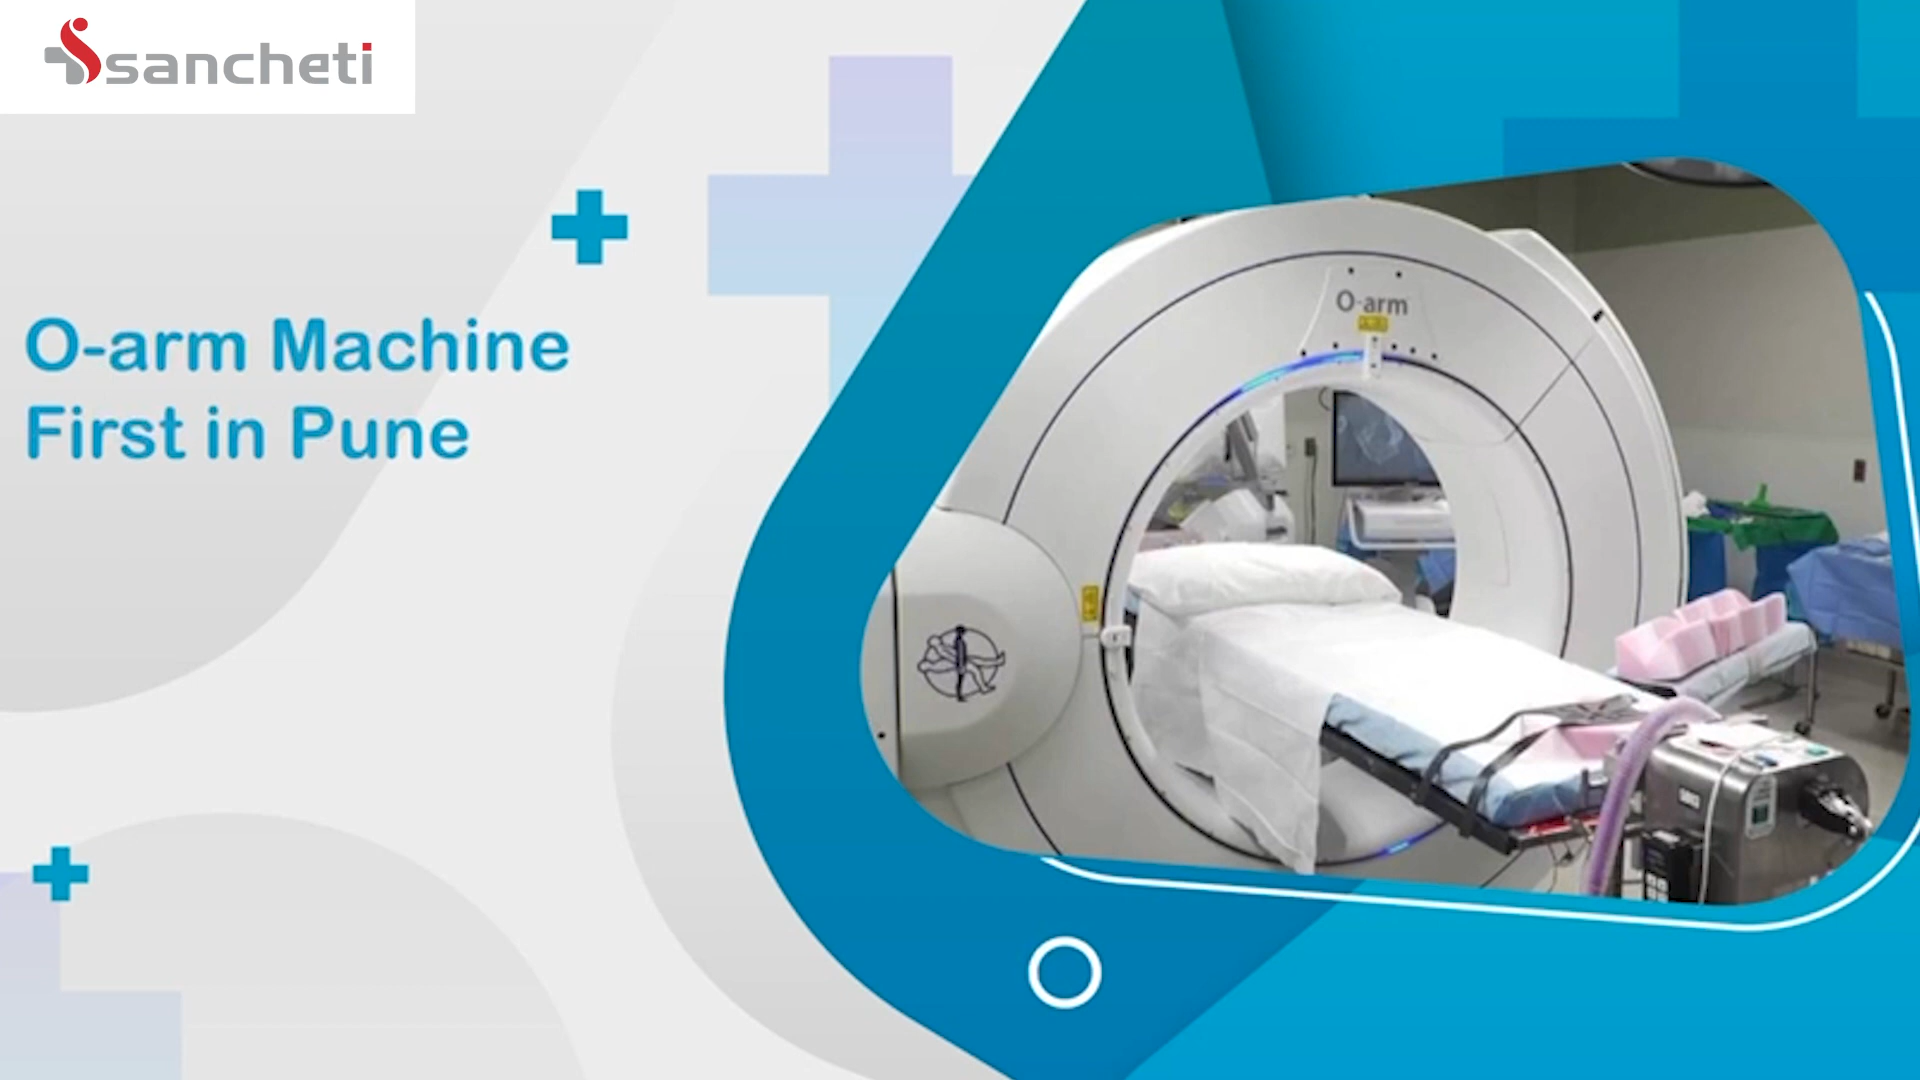 sancheti
O-arm Machine
First in Pune
O-arm